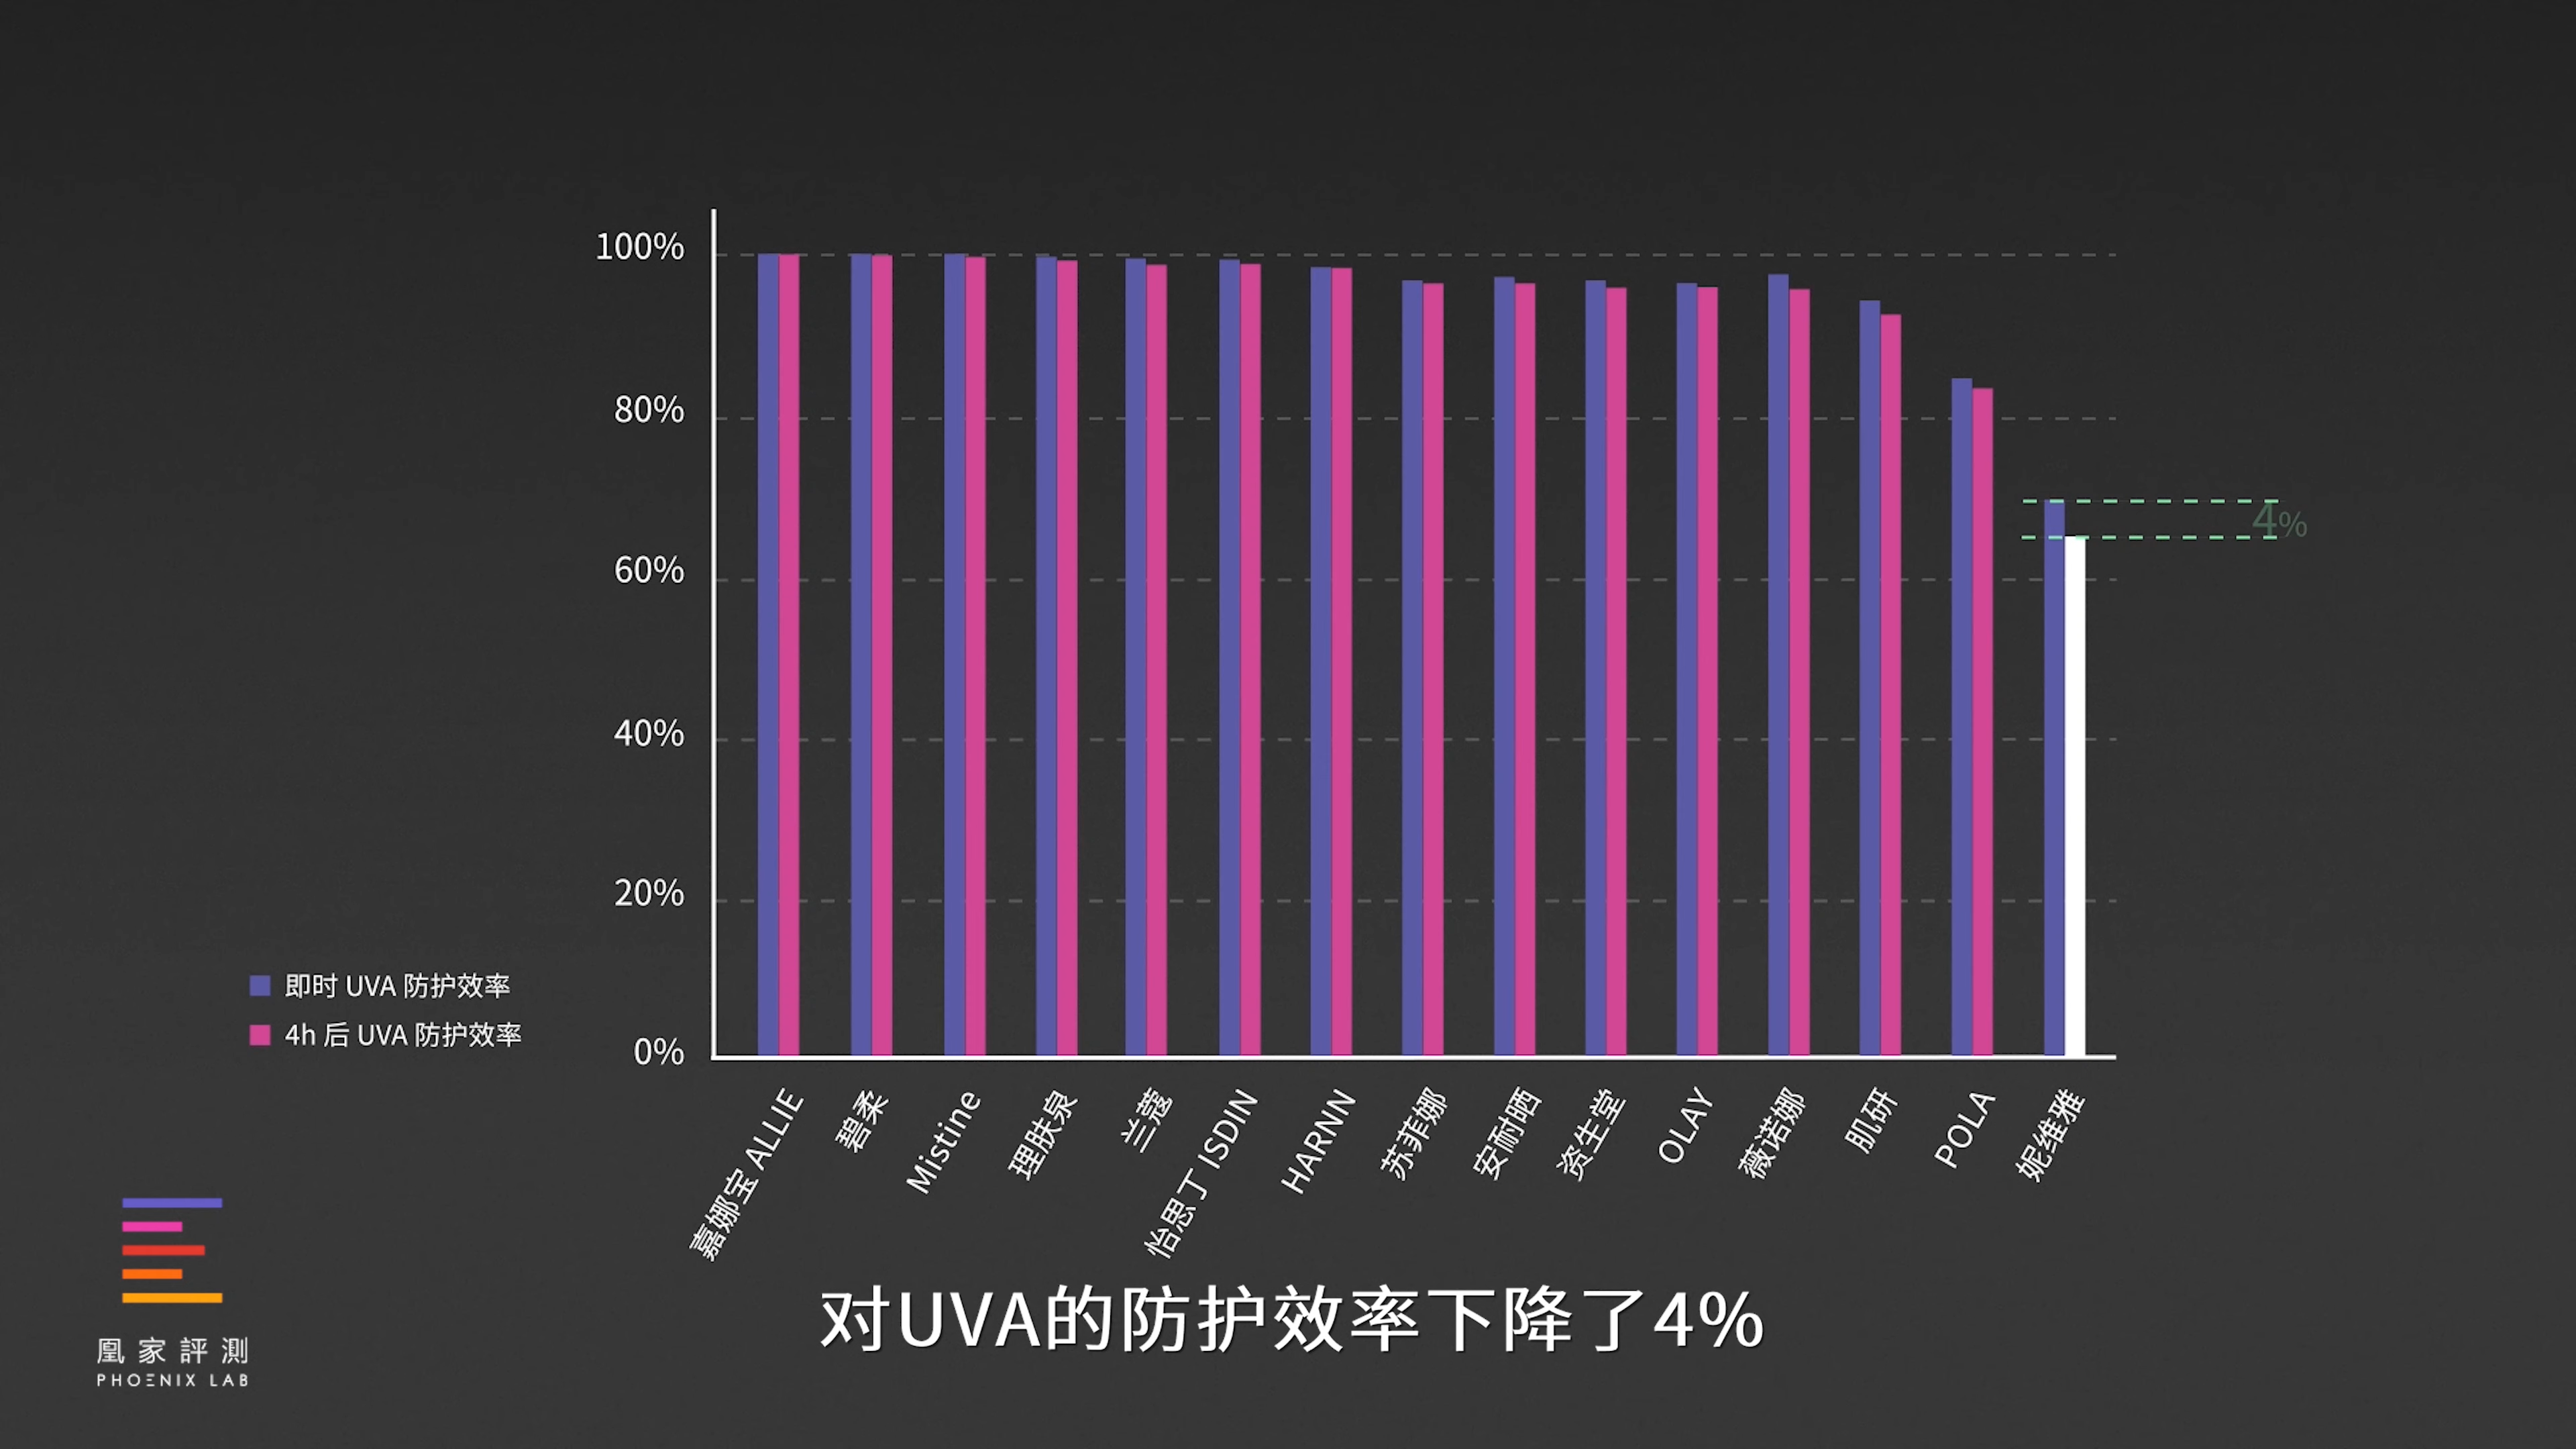 100%
80%
60%
40%
20%
0%
4%
即时 UVA 防护效率
4h 后 UVA 防护效率
嘉娜宝 ALLIE
碧柔
Mistine
理肤泉
兰蔻
怡思丁 ISDIN
HARNN
苏菲娜
安耐晒
资生堂
OLAY
薇诺娜
肌研
POLA
妮维雅
对UVA的防护效率下降了4%
凰家評測
PHOENIX LAB